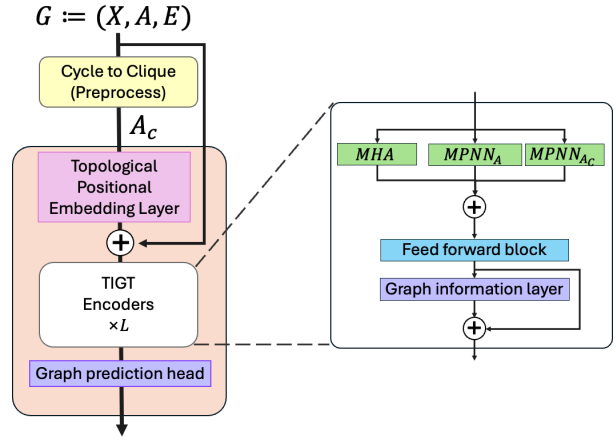 G ≔ (X, A, E)
Cycle to Clique
(Preprocess)
A_C
Topological
Positional
Embedding Layer
+
TIGT
Encoders
×L
Graph prediction head
MHA
MPNN_A
MPNN_{A_C}
+
Feed forward block
Graph information layer
+